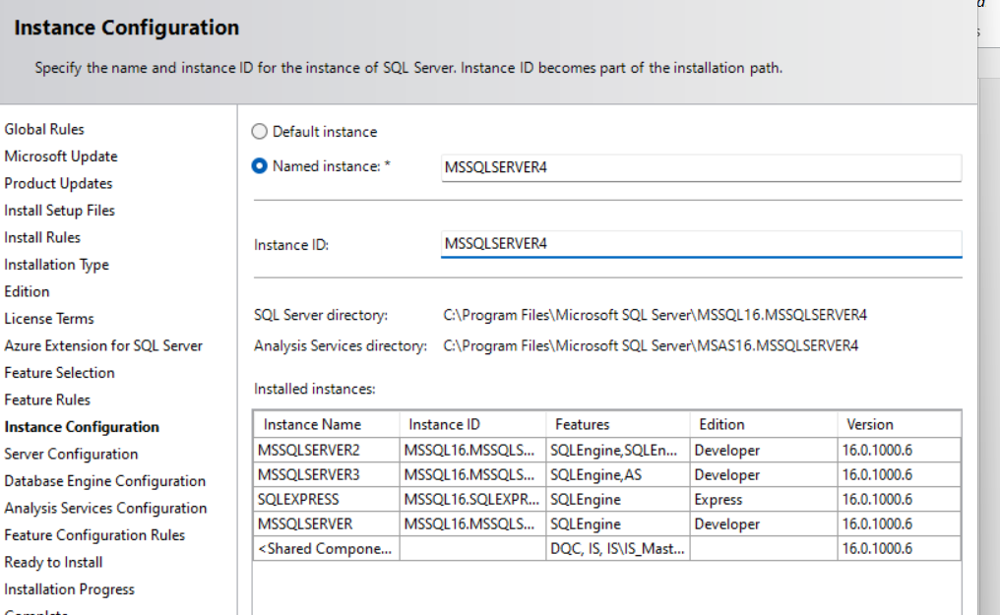 Instance Configuration
Specify the name and instance ID for the instance of SQL Server. Instance ID becomes part of the installation path.
Global Rules
Microsoft Update
Product Updates
Install Setup Files
Install Rules
Installation Type
Edition
License Terms
Azure Extension for SQL Server
Feature Selection
Feature Rules
Instance Configuration
Server Configuration
Database Engine Configuration
Analysis Services Configuration
Feature Configuration Rules
Ready to Install
Installation Progress
Complete
Default instance
Named instance: * MSSQLSERVER4
Instance ID: MSSQLSERVER4
SQL Server directory: C:\Program Files\Microsoft SQL Server\MSSQL16.MSSQLSERVER4
Analysis Services directory: C:\Program Files\Microsoft SQL Server\MSAS16.MSSQLSERVER4
Installed instances:
Instance Name Instance ID Features Edition Version
MSSQLSERVER2 MSSQL16.MSSQLS... SQLEngine,SQLEn... Developer 16.0.1000.6
MSSQLSERVER3 MSSQL16.MSSQLS... SQLEngine,AS Developer 16.0.1000.6
SQLEXPRESS MSSQL16.SQLEXPR... SQLEngine Express 16.0.1000.6
MSSQLSERVER MSSQL16.MSSQLS... SQLEngine Developer 16.0.1000.6
<Shared Compone... DQC, IS, IS\IS_Mast... 16.0.1000.6